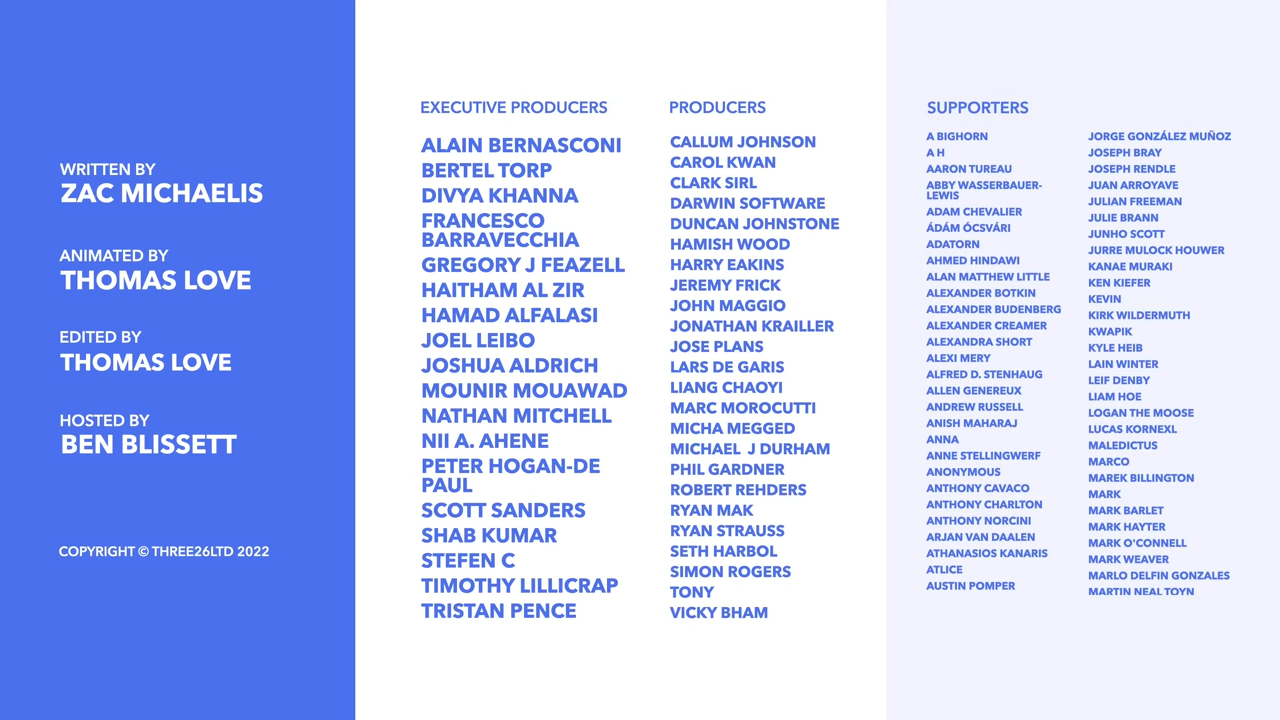 WRITTEN BY
ZAC MICHAELIS
ANIMATED BY
THOMAS LOVE
EDITED BY
THOMAS LOVE
HOSTED BY
BEN BLISSETT
COPYRIGHT © THREE26LTD 2022
EXECUTIVE PRODUCERS
ALAIN BERNASCONI
BERTEL TORP
DIVYA KHANNA
FRANCESCO
BARRAVECCHIA
GREGORY J FEAZELL
HAITHAM AL ZIR
HAMAD ALFALASI
JOEL LEIBO
JOSHUA ALDRICH
MOUNIR MOUAWAD
NATHAN MITCHELL
NII A. AHENE
PETER HOGAN-DE
PAUL
SCOTT SANDERS
SHAB KUMAR
STEFEN C
TIMOTHY LILLICRAP
TRISTAN PENCE
PRODUCERS
CALLUM JOHNSON
CAROL KWAN
CLARK SIRL
DARWIN SOFTWARE
DUNCAN JOHNSTONE
HAMISH WOOD
HARRY EAKINS
JEREMY FRICK
JOHN MAGGIO
JONATHAN KRAILLER
JOSE PLANS
LARS DE GARIS
LIANG CHAOYI
MARC MOROCUTTI
MICHA MEGGED
MICHAEL  J DURHAM
PHIL GARDNER
ROBERT REHDERS
RYAN MAK
RYAN STRAUSS
SETH HARBOL
SIMON ROGERS
TONY
VICKY BHAM
SUPPORTERS
A BIGHORN
A H
AARON TUREAU
ABBY WASSERBAUER-
LEWIS
ADAM CHEVALIER
ÁDÁM ÓCSVÁRI
ADATORN
AHMED HINDAWI
ALAN MATTHEW LITTLE
ALEXANDER BOTKIN
ALEXANDER BUDENBERG
ALEXANDER CREAMER
ALEXANDRA SHORT
ALEXI MERY
ALFRED D. STENHAUG
ALLEN GENEREUX
ANDREW RUSSELL
ANISH MAHARAJ
ANNA
ANNE STELLINGWERF
ANONYMOUS
ANTHONY CAVACO
ANTHONY CHARLTON
ANTHONY NORCINI
ARJAN VAN DAALEN
ATHANASIOS KANARIS
ATLICE
AUSTIN POMPER
JORGE GONZÁLEZ MUÑOZ
JOSEPH BRAY
JOSEPH RENDLE
JUAN ARROYAVE
JULIAN FREEMAN
JULIE BRANN
JUNHO SCOTT
JURRE MULOCK HOUWER
KANAE MURAKI
KEN KIEFER
KEVIN
KIRK WILDERMUTH
KWAPIK
KYLE HEIB
LAIN WINTER
LEIF DENBY
LIAM HOE
LOGAN THE MOOSE
LUCAS KORNEXL
MALEDICTUS
MARCO
MAREK BILLINGTON
MARK
MARK BARLET
MARK HAYTER
MARK O'CONNELL
MARK WEAVER
MARLO DELFIN GONZALES
MARTIN NEAL TOYN